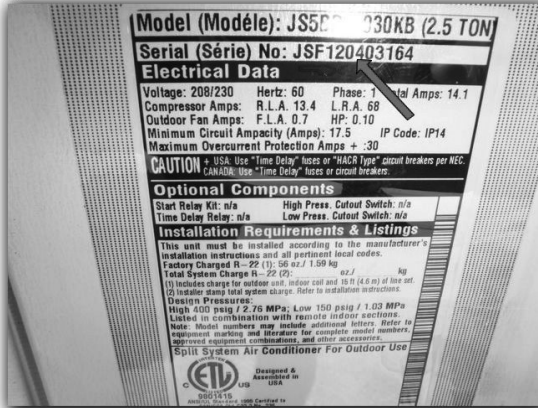 Model (Modéle): JS5B 030KB (2.5 TON)
Serial (Série) No: JSF120403164
Electrical Data
Voltage: 208/230 Hertz: 60 Phase: 1 Total Amps: 14.1
Compressor Amps: R.L.A. 13.4 L.R.A. 68
Outdoor Fan Amps: F.L.A. 0.7 HP: 0.10
Minimum Circuit Ampacity (Amps): 17.5 IP Code: IP14
Maximum Overcurrent Protection Amps + :30
CAUTION + USA: Use "Time Delay" fuses or "HACR Type" circuit breakers per NEC.
CANADA: Use "Time Delay" fuses or circuit breakers.
Optional Components
Start Relay Kit: n/a High Press. Cutout Switch: n/a
Time Delay Relay: n/a Low Press. Cutout Switch: n/a
Installation Requirements & Listings
This unit must be installed according to the manufacturer's
installation instructions and all pertinent local codes.
Factory Charged R-22 (1): 56 oz./ 1.59 kg
Total System Charge R-22 (2): oz./ kg
(1) Includes charge for outdoor unit, indoor coil and 15 ft (4.6 m) of line set.
(2) Installer stamp total system charge. Refer to installation instructions.
Design Pressures:
High 400 psig / 2.76 MPa; Low 150 psig / 1.03 MPa
Listed in combination with remote indoor sections.
Note: Model numbers may include additional letters. Refer to
equipment marking and literature for complete model numbers,
approved equipment combinations, and other accessories.
Split System Air Conditioner For Outdoor Use
INTERTEK
ETL
C US
9801415
Designed &
Assembled in
USA
ANSI/UL Standard 1995 Certified to